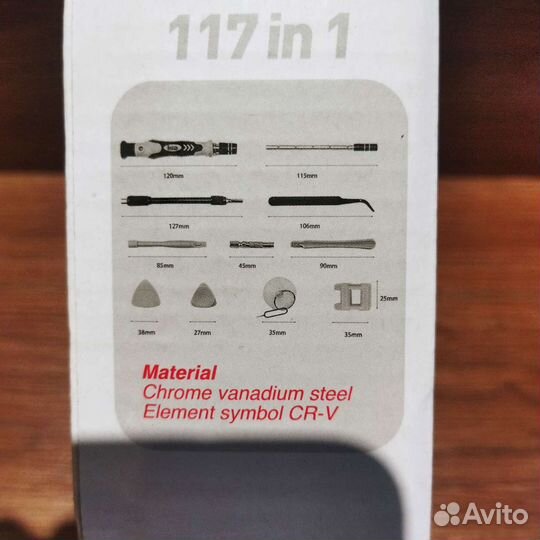 117 in 1
120mm 115mm
127mm 106mm
85mm 45mm 90mm
25mm
38mm 27mm 35mm 35mm
Material
Chrome vanadium steel
Element symbol CR-V
Avito